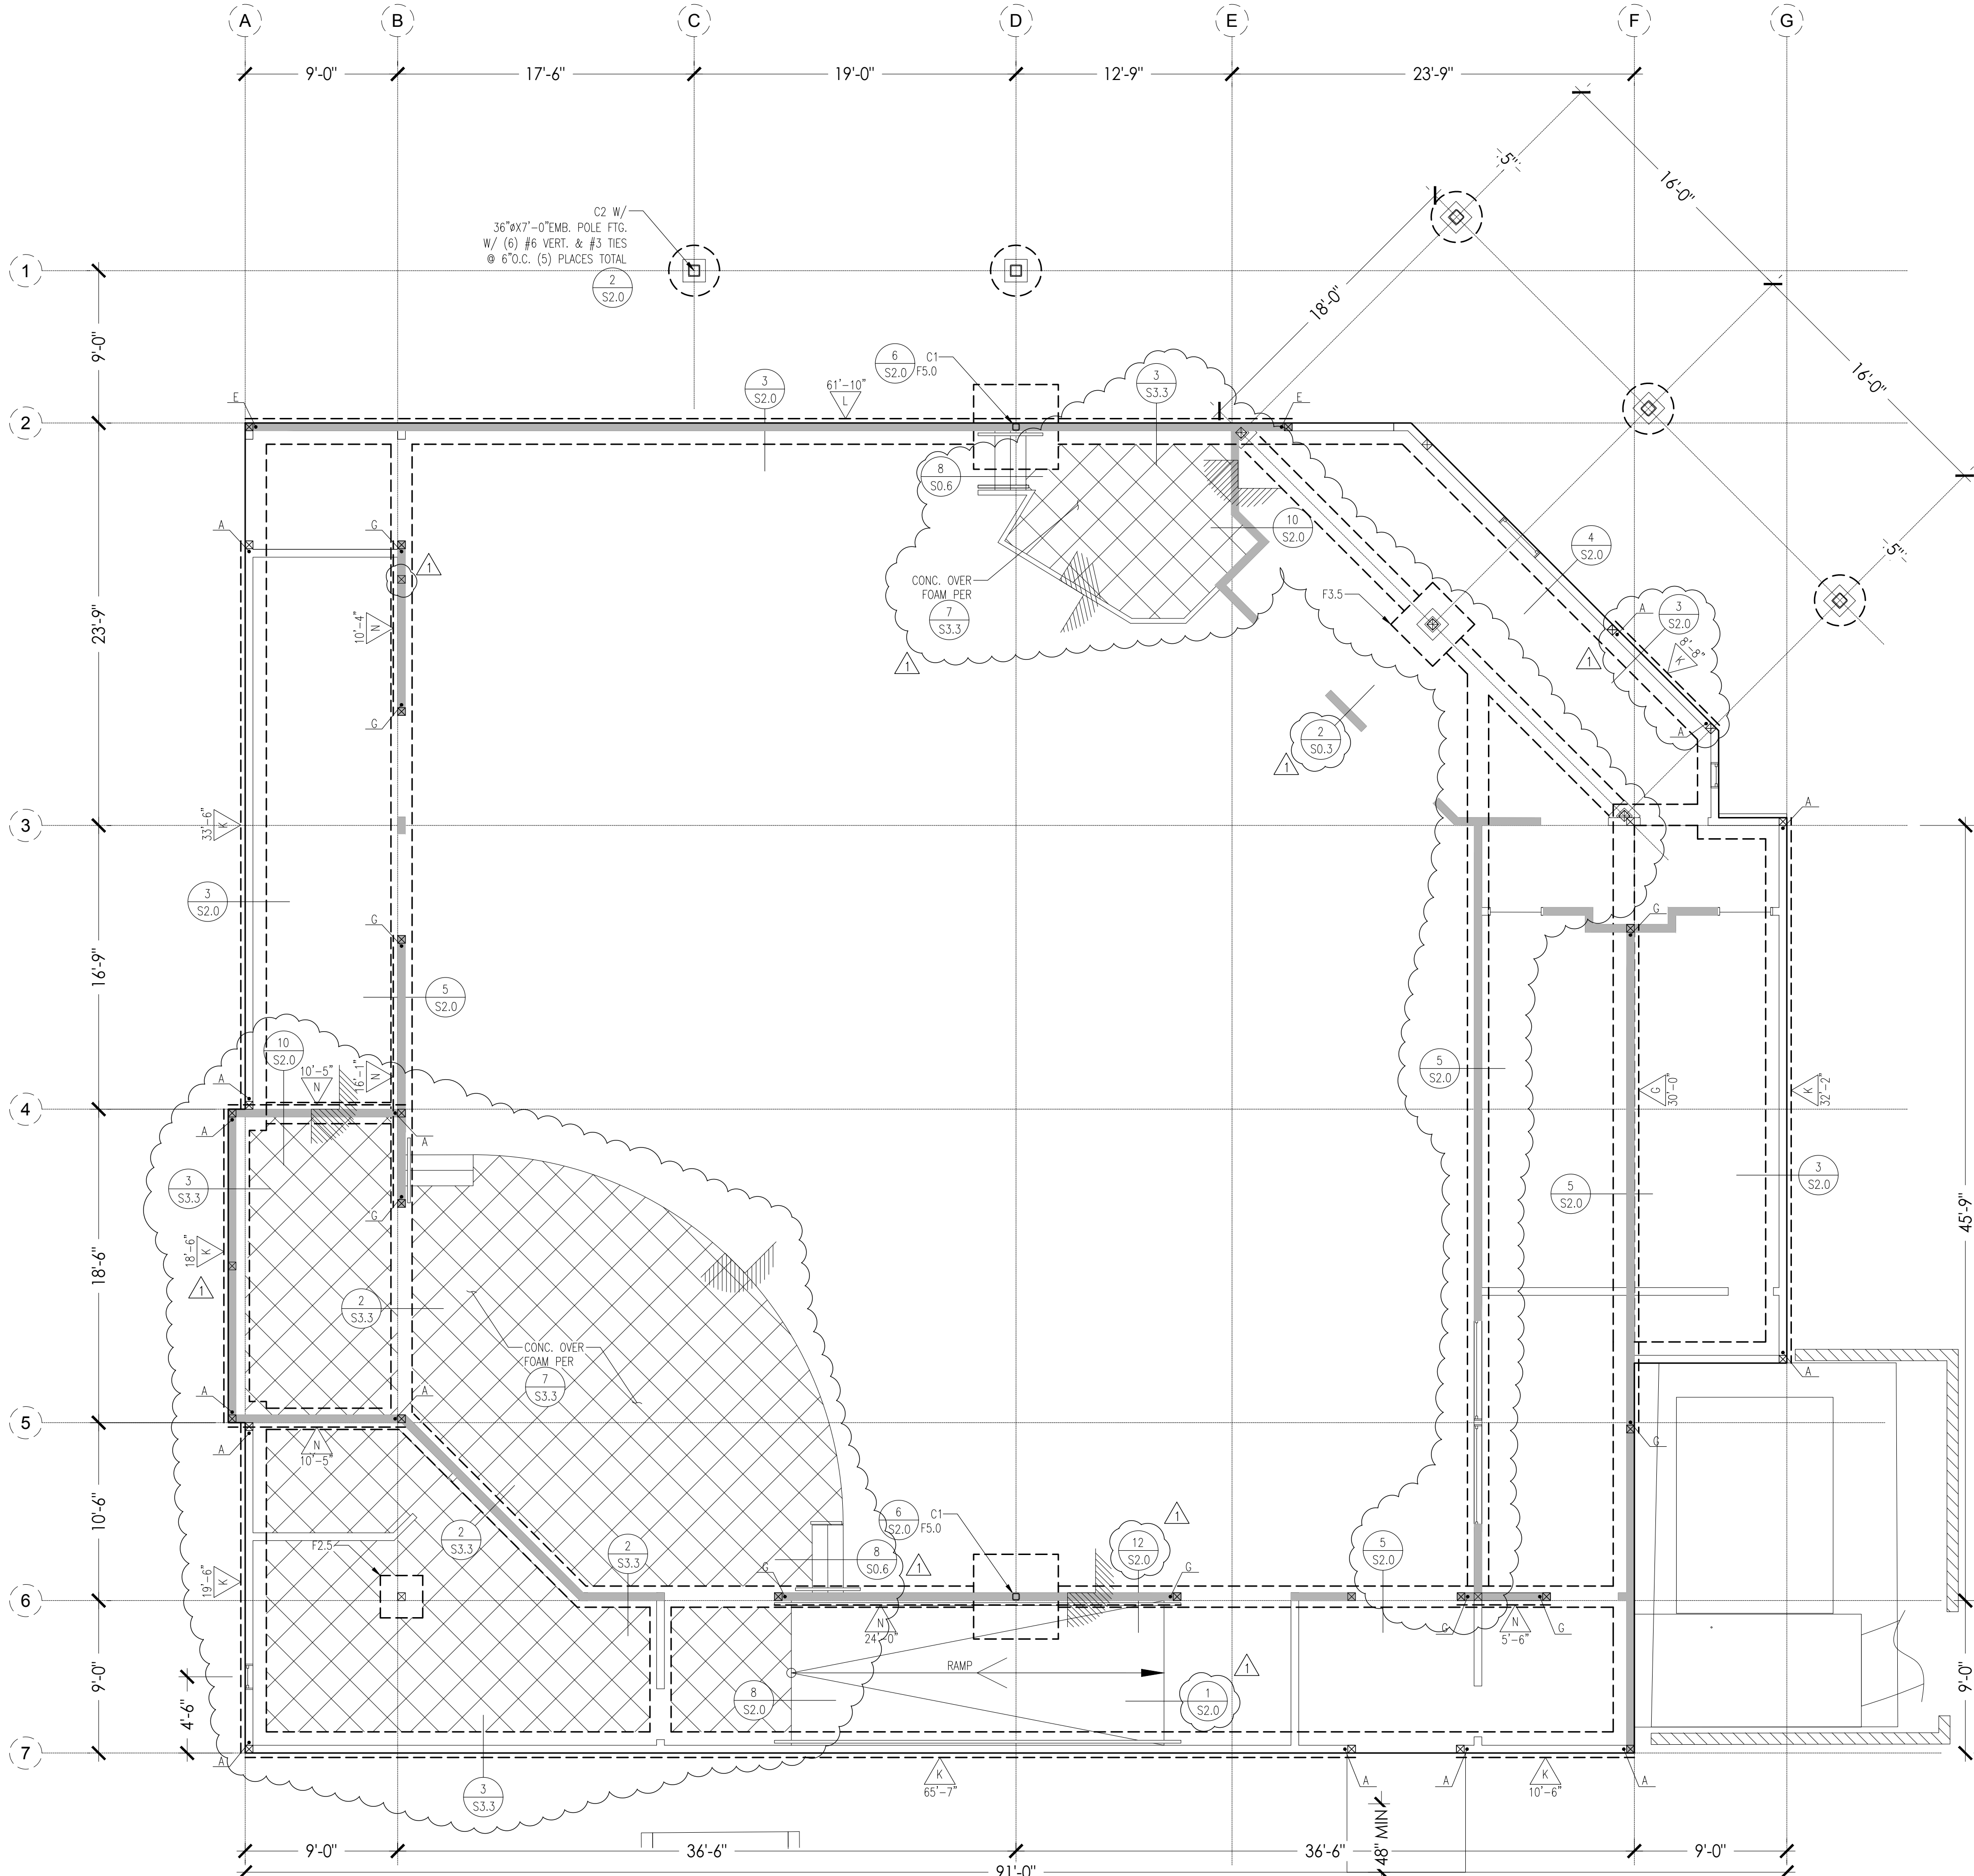 A
B
C
D
E
F
G
9'-0"
17'-6"
19'-0"
12'-9"
23'-9"
5"
16'-0"
C2 W/
36"øX7'-0"EMB. POLE FTG.
W/ (6) #6 VERT. & #3 TIES
@ 6"O.C. (5) PLACES TOTAL
2
S2.0
1
18'-0"
9'-0"
16'-0"
6
S2.0
C1
F5.0
3
S2.0
61'-10"
L
3
S3.3
E
E
2
8
S0.6
10
S2.0
4
S2.0
5"
A
G
1
CONC. OVER
FOAM PER
7
S3.3
F3.5
3
S2.0
A
8'-8"
K
1
1
23'-9"
10'-4"
N
G
2
S0.3
1
A
3
33'-6"
K
A
3
S2.0
G
G
16'-9"
5
S2.0
10
S2.0
10'-5"
N
16'-1"
N
5
S2.0
G
30'-0"
K
32'-2"
A
4
A
A
3
S3.3
G
5
S2.0
3
S2.0
45'-9"
18'-6"
18'-6"
K
1
2
S3.3
CONC. OVER
FOAM PER
7
S3.3
A
A
A
5
A
N
10'-5"
G
10'-6"
2
S3.3
2
S3.3
6
S2.0
C1
F5.0
8
S0.6
1
12
S2.0
1
5
S2.0
F2.5
19'-6"
K
G
G
6
N
24'-0"
G
N
5'-6"
G
9'-0"
4'-6"
RAMP
8
S2.0
1
S2.0
1
9'-0"
7
A
3
S3.3
K
65'-7"
A
A
K
10'-6"
A
48" MIN
9'-0"
36'-6"
36'-6"
9'-0"
91'-0"